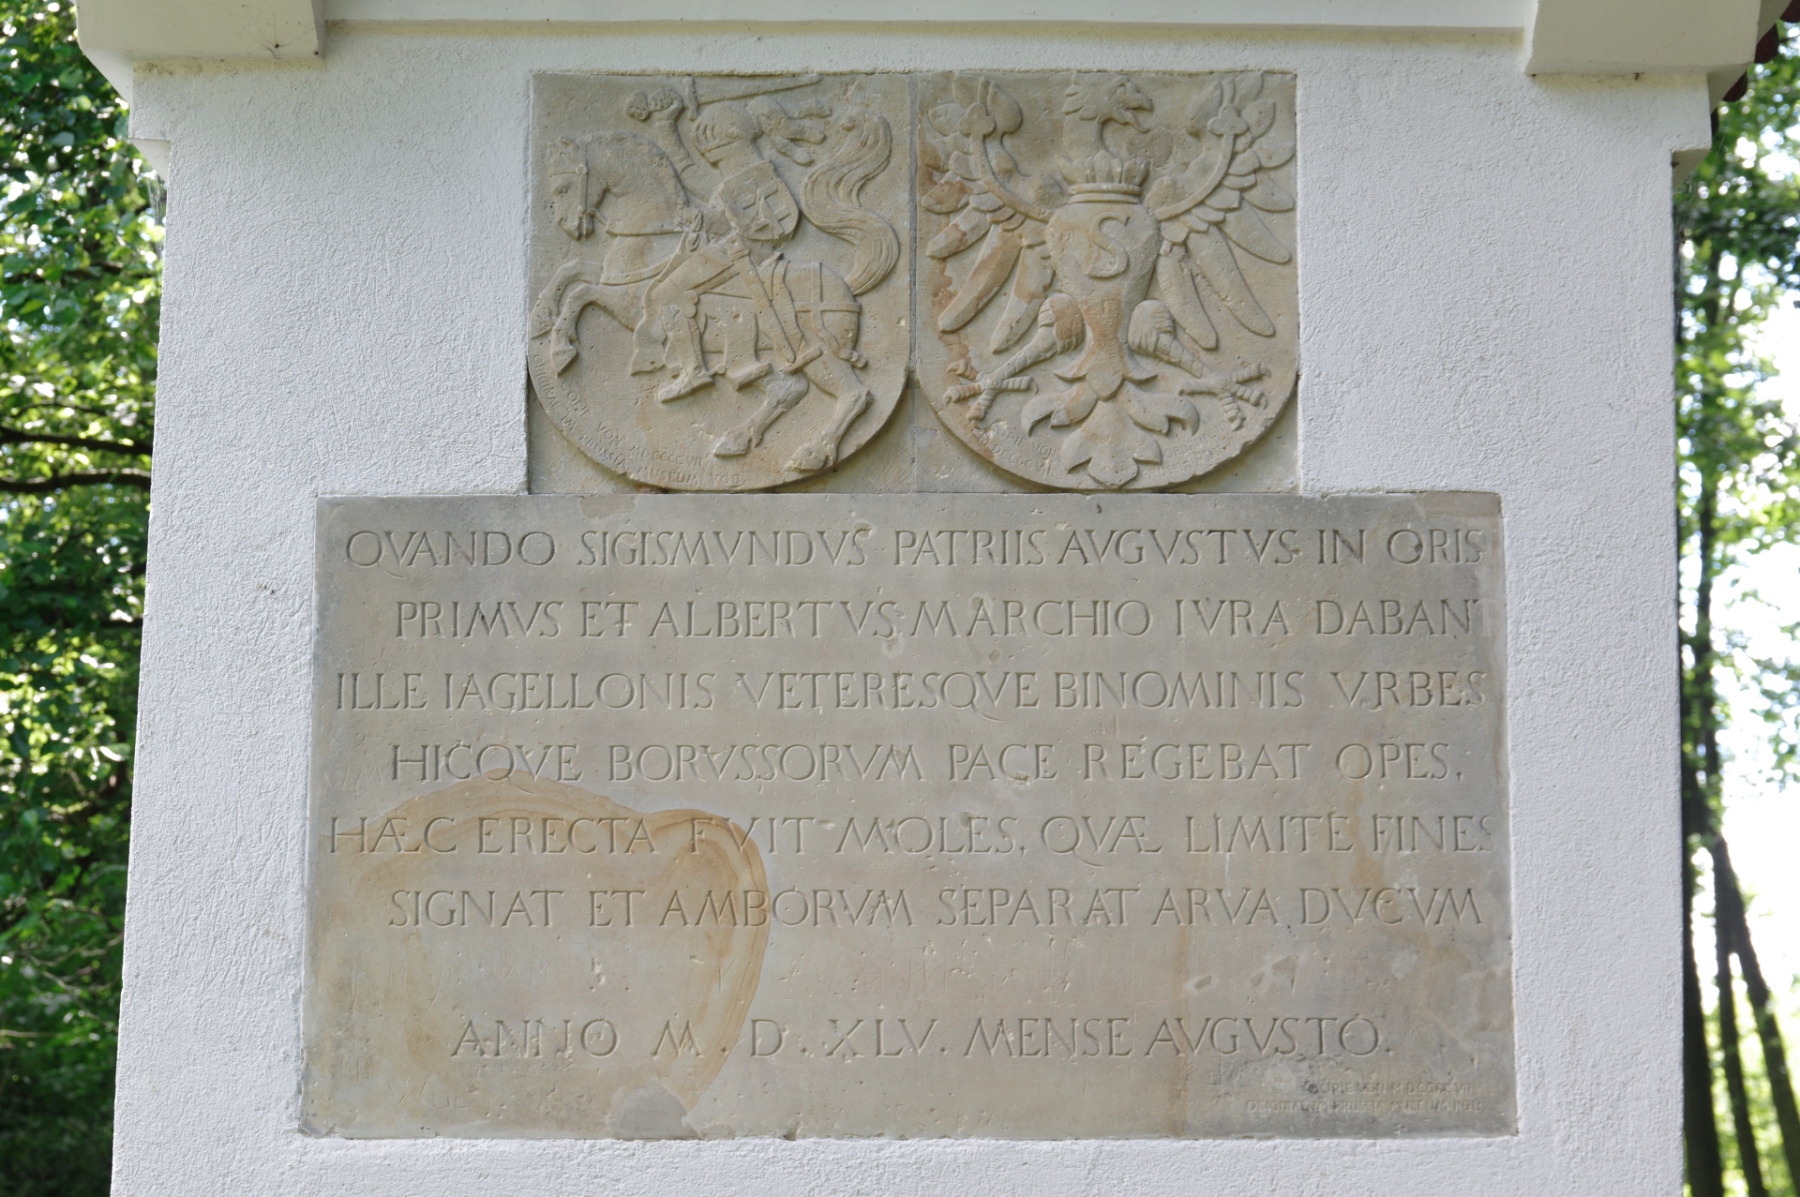 S
QVANDO SIGISMVNDVS PATRIIS AVGVSTVS IN ORIS
PRIMVS ET ALBERTVS MARCHIO IVRA DABANT
ILLE IAGELLONIS VETERESQVE BINOMINIS VRBES
HICQVE BORVSSORVM PACE REGEBAT OPES,
HÆC ERECTA FVIT MOLES, QVÆ LIMITE FINES
SIGNAT ET AMBORVM SEPARAT ARVA DVCVM
ANNO M.D.XLV. MENSE AVGVSTO.